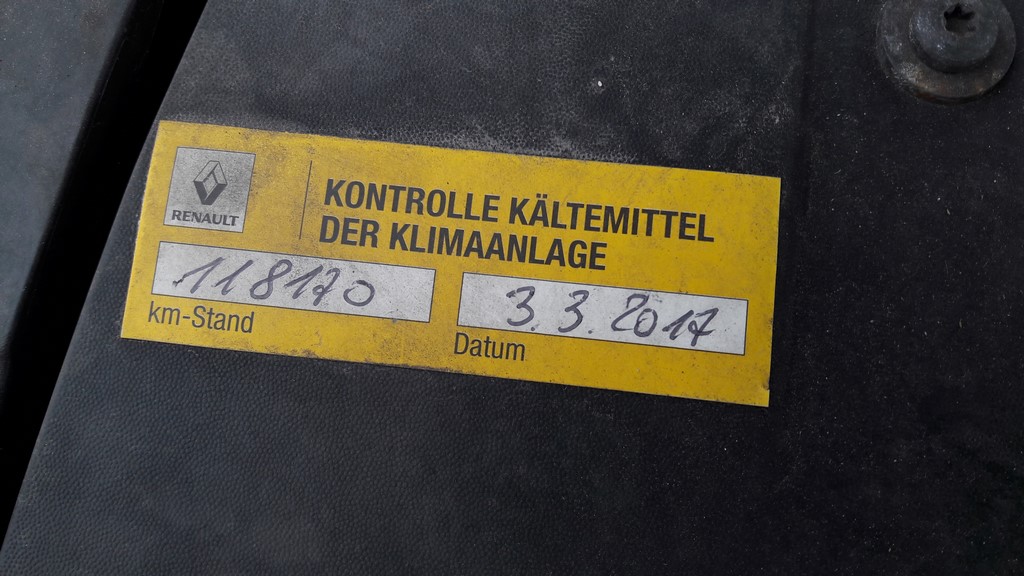 RENAULT
KONTROLLE KÄLTEMITTEL
DER KLIMAANLAGE
118170
km-Stand
3.3.2017
Datum